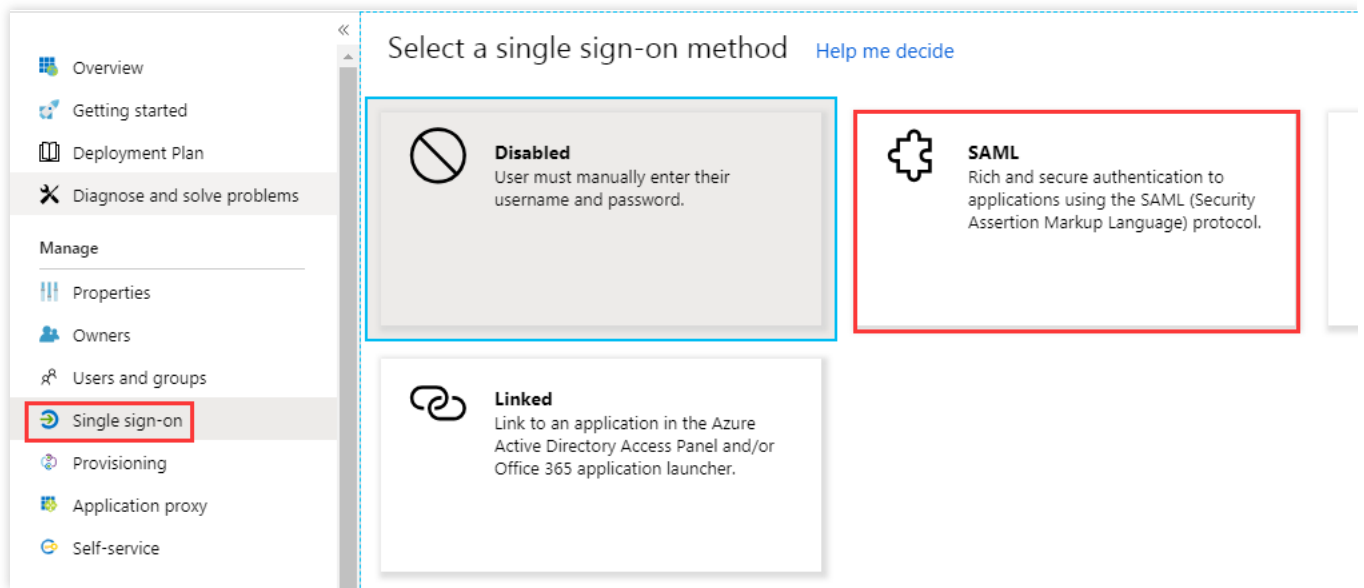 Overview
Getting started
Deployment Plan
Diagnose and solve problems
Manage
Properties
Owners
Users and groups
Single sign-on
Provisioning
Application proxy
Self-service
Select a single sign-on method Help me decide
Disabled
User must manually enter their
username and password.
SAML
Rich and secure authentication to
applications using the SAML (Security
Assertion Markup Language) protocol.
Linked
Link to an application in the Azure
Active Directory Access Panel and/or
Office 365 application launcher.